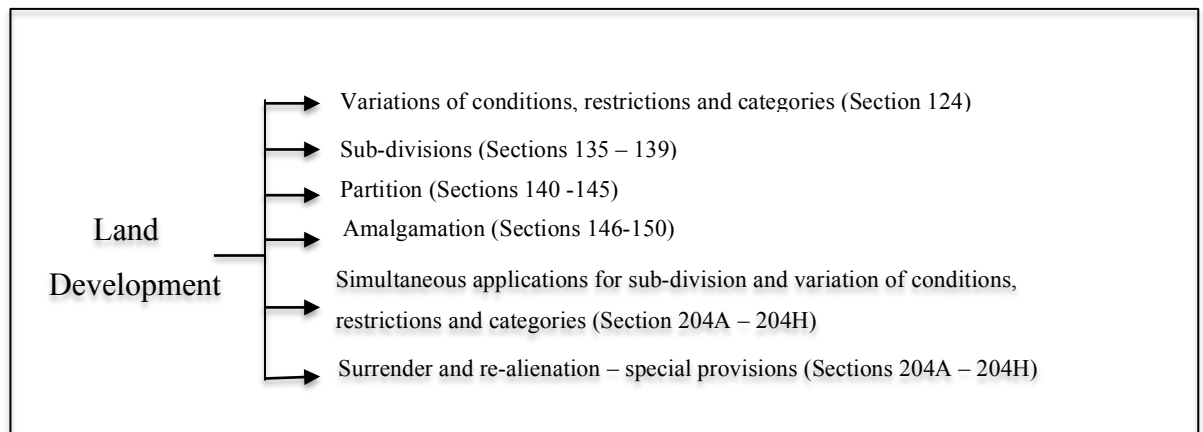 Land
Development
Variations of conditions, restrictions and categories (Section 124)
Sub-divisions (Sections 135 – 139)
Partition (Sections 140 -145)
Amalgamation (Sections 146-150)
Simultaneous applications for sub-division and variation of conditions,
restrictions and categories (Section 204A – 204H)
Surrender and re-alienation – special provisions (Sections 204A – 204H)